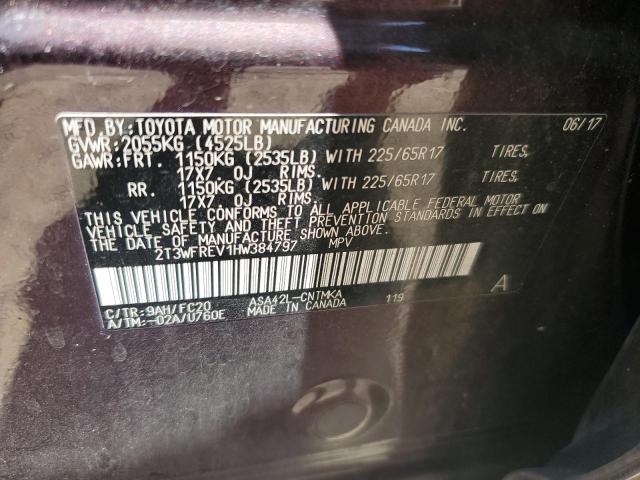 MFD.BY:TOYOTA MOTOR MANUFACTURING CANADA INC. 06/17
GVWR:2055KG (4525LB)
GAWR:FRT. 1150KG (2535LB) WITH 225/65R17 TIRES,
17X7 0J RIMS.
RR. 1150KG (2535LB) WITH 225/65R17 TIRES,
17X7 0J RIMS.
THIS VEHICLE CONFORMS TO ALL APPLICABLE FEDERAL MOTOR
VEHICLE SAFETY AND THEFT PREVENTION STANDARDS IN EFFECT ON
THE DATE OF MANUFACTURE SHOWN ABOVE.
2T3WFREV1HW384797 MPV
C/TR:9AH/FC20 ASA42L-CNTMKA 119 A
A/TM:-02A/U760E MADE IN CANADA